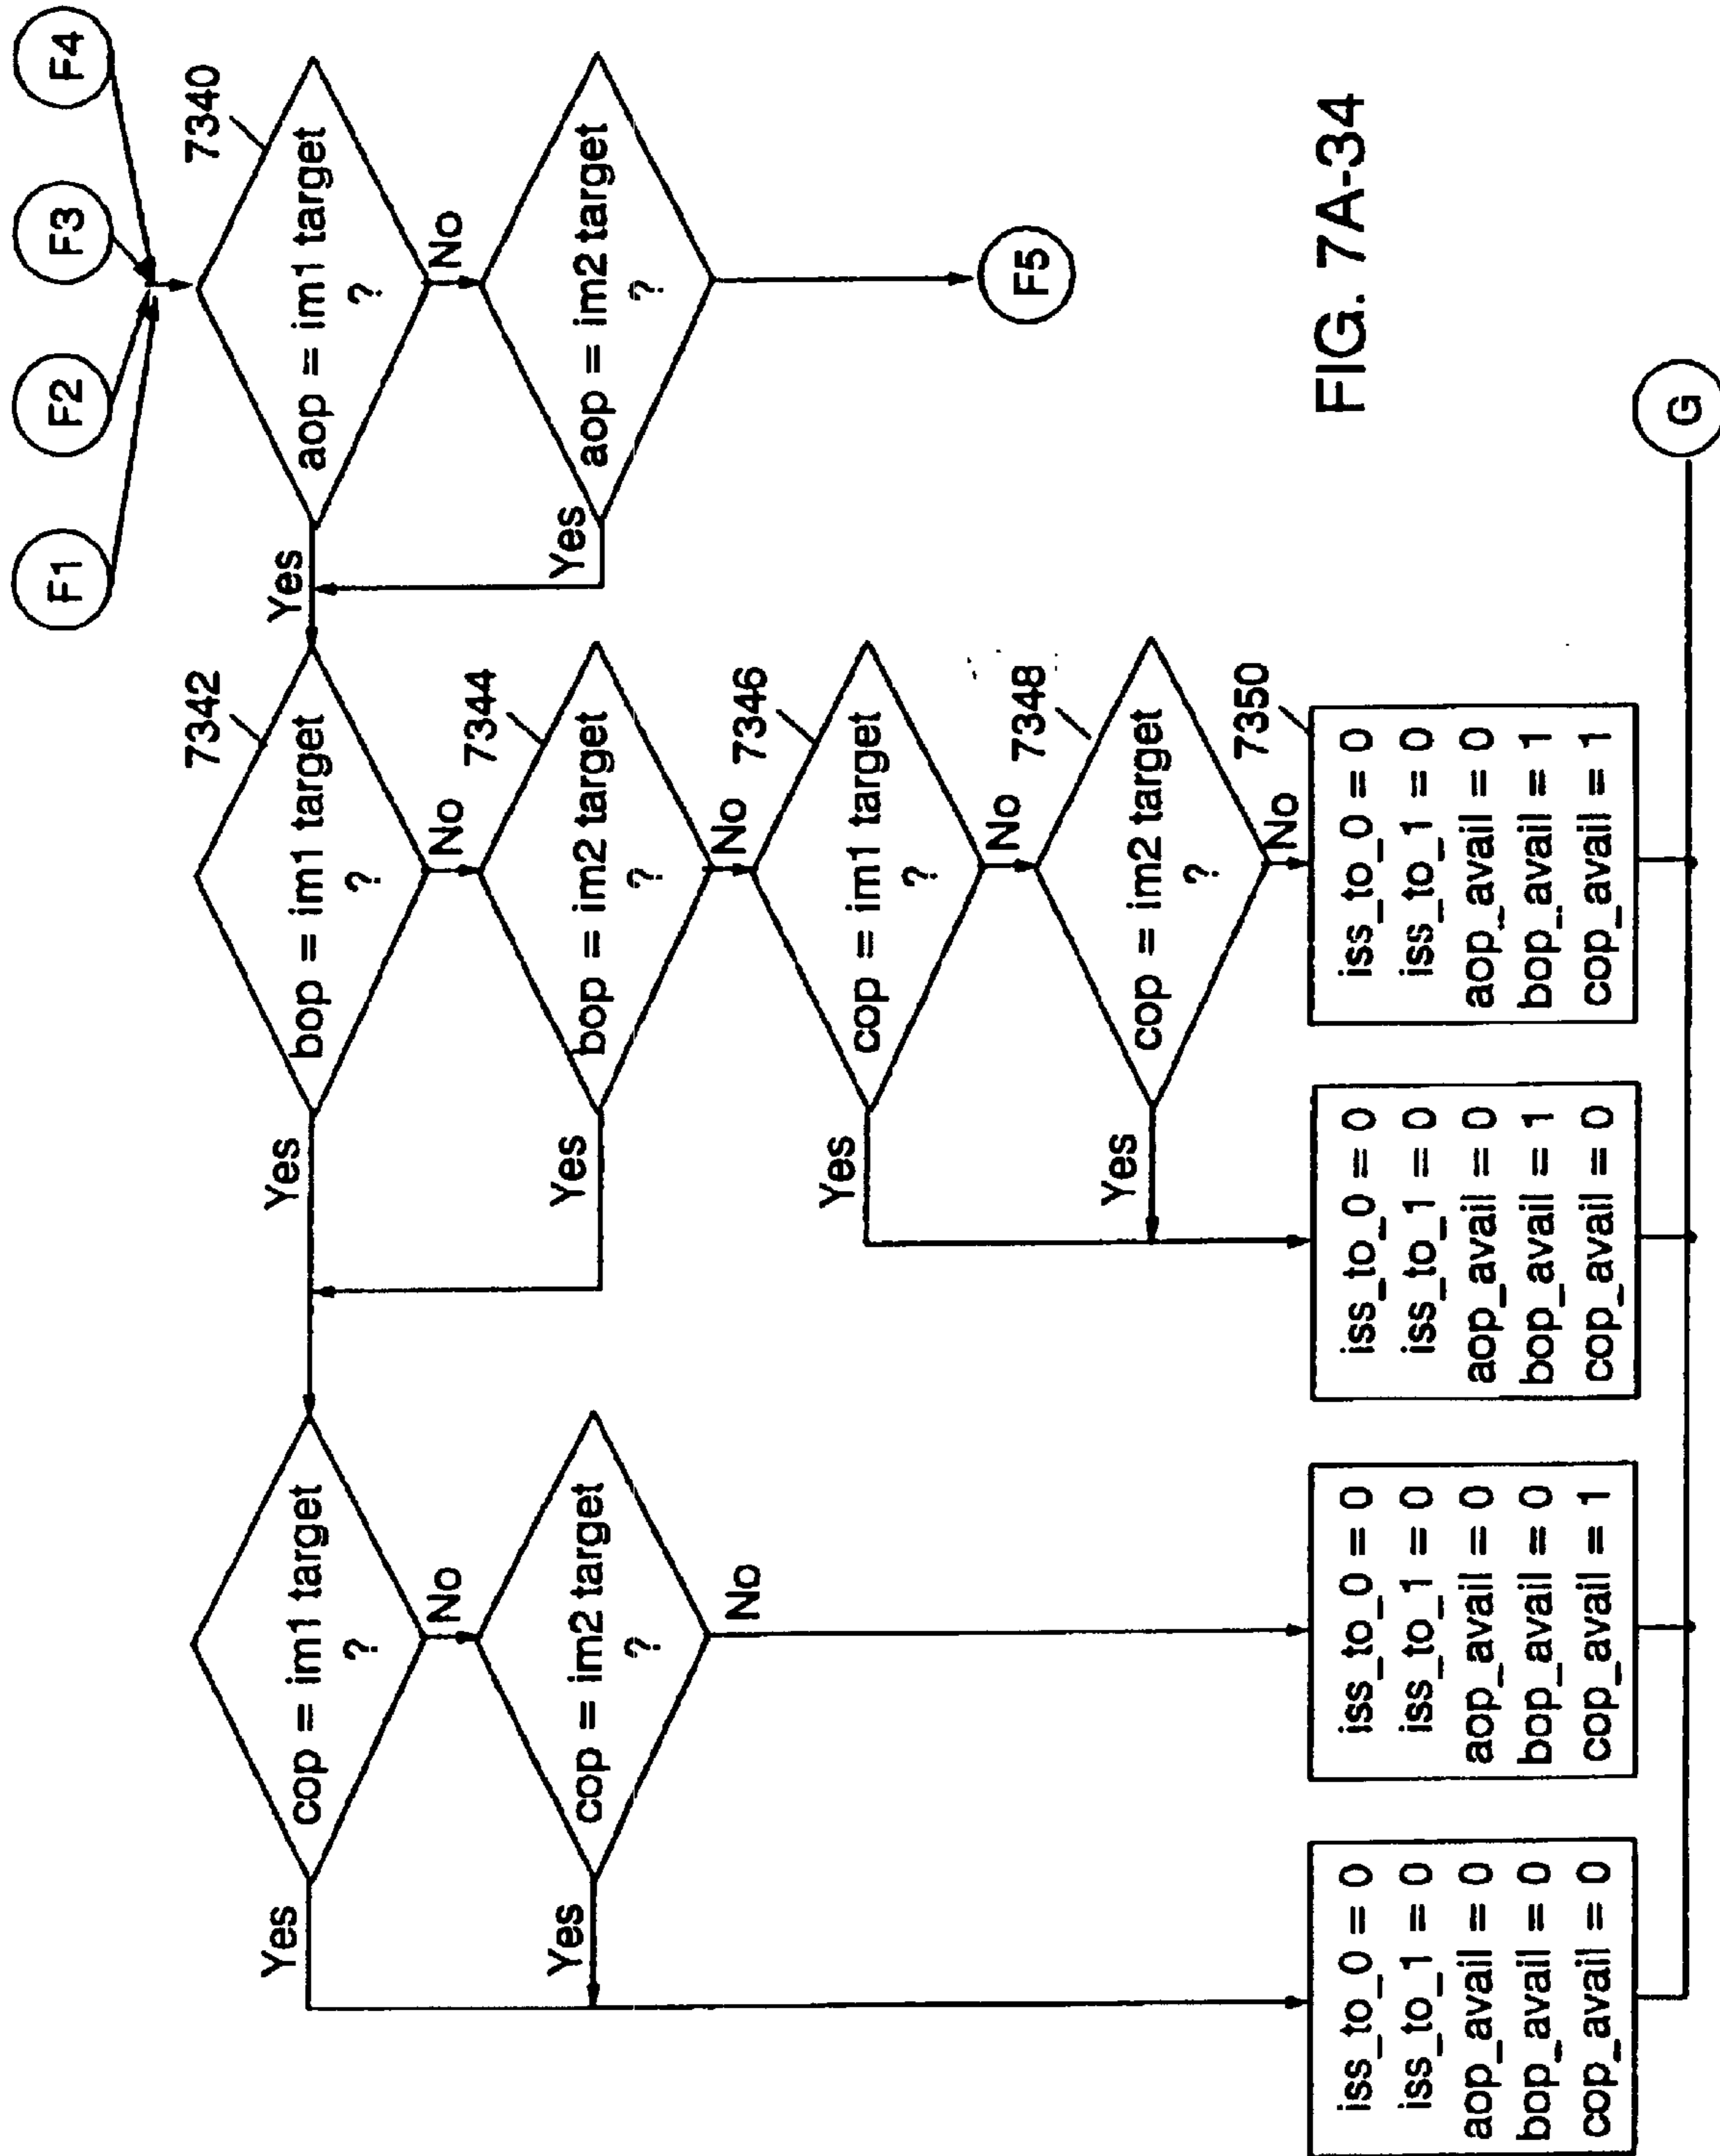 F1
F2
F3
F4
7340
aop = im1 target
?
Yes
No
aop = im2 target
?
Yes
F5
7342
bop = im1 target
?
Yes
No
7344
bop = im2 target
?
Yes
No
7346
cop = im1 target
?
Yes
No
7348
cop = im2 target
?
Yes
No
7350
cop = im1 target
?
Yes
No
cop = im2 target
?
Yes
No
iss_to_0 = 0
iss_to_1 = 0
aop_avail = 0
bop_avail = 0
cop_avail = 0
iss_to_0 = 0
iss_to_1 = 0
aop_avail = 0
bop_avail = 0
cop_avail = 1
iss_to_0 = 0
iss_to_1 = 0
aop_avail = 0
bop_avail = 1
cop_avail = 0
iss_to_0 = 0
iss_to_1 = 0
aop_avail = 0
bop_avail = 1
cop_avail = 1
G
FIG. 7A-34